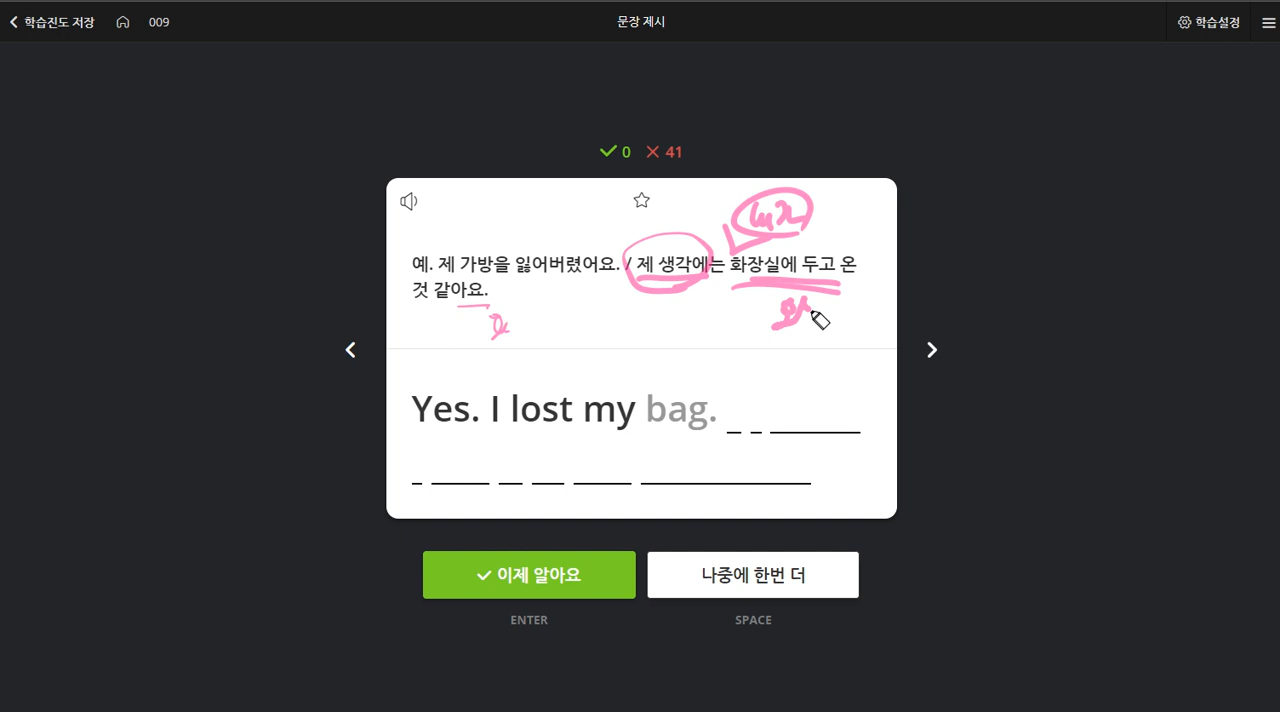 학습진도 저장 009 문장 제시 학습설정
0 41
예. 제 가방을 잃어버렸어요. / 제 생각에는 화장실에 두고 온
것 같아요.
Yes. I lost my bag. _ _ _
_ _ _ _ _ _
이제 알아요 나중에 한번 더
ENTER SPACE